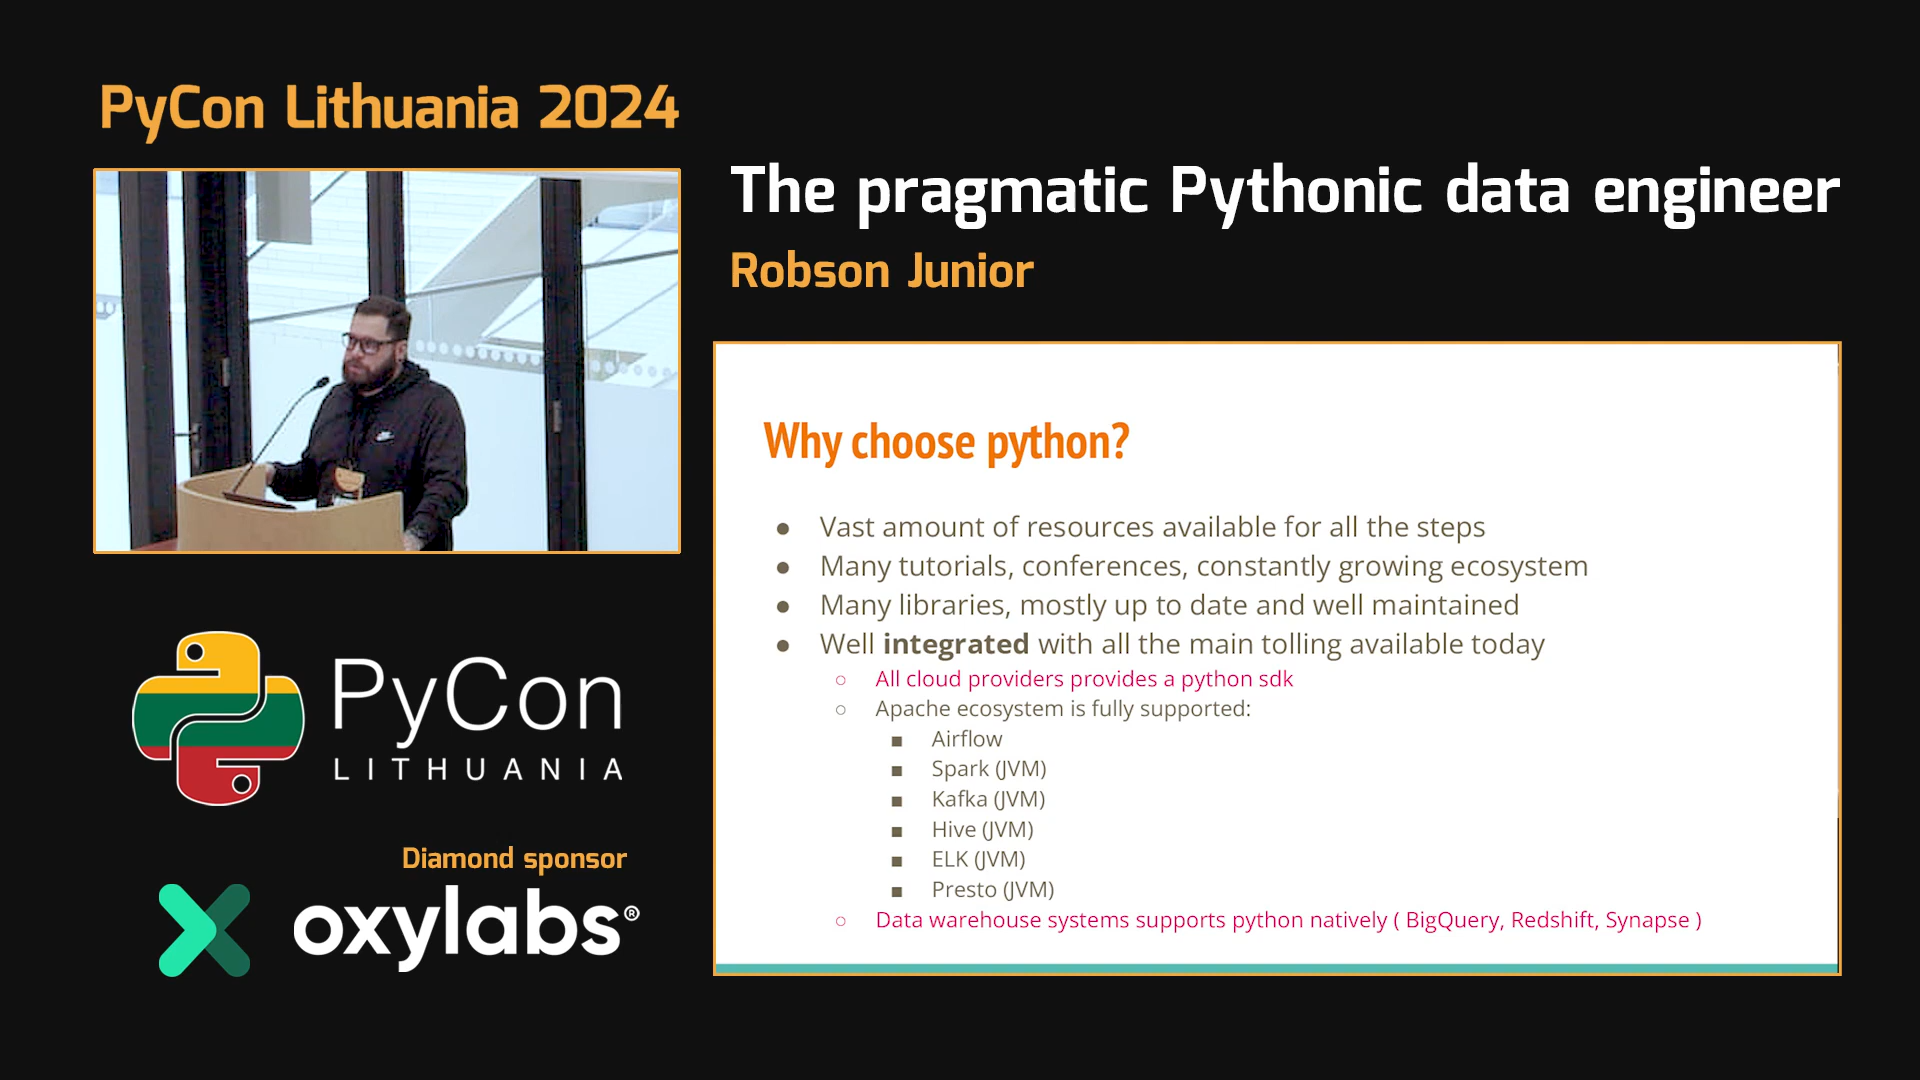 PyCon Lithuania 2024
The pragmatic Pythonic data engineer
Robson Junior
Why choose python?
● Vast amount of resources available for all the steps
● Many tutorials, conferences, constantly growing ecosystem
● Many libraries, mostly up to date and well maintained
● Well integrated with all the main tolling available today
○ All cloud providers provides a python sdk
○ Apache ecosystem is fully supported:
■ Airflow
■ Spark (JVM)
■ Kafka (JVM)
■ Hive (JVM)
■ ELK (JVM)
■ Presto (JVM)
○ Data warehouse systems supports python natively ( BigQuery, Redshift, Synapse )
PyCon
LITHUANIA
Diamond sponsor
oxylabs®